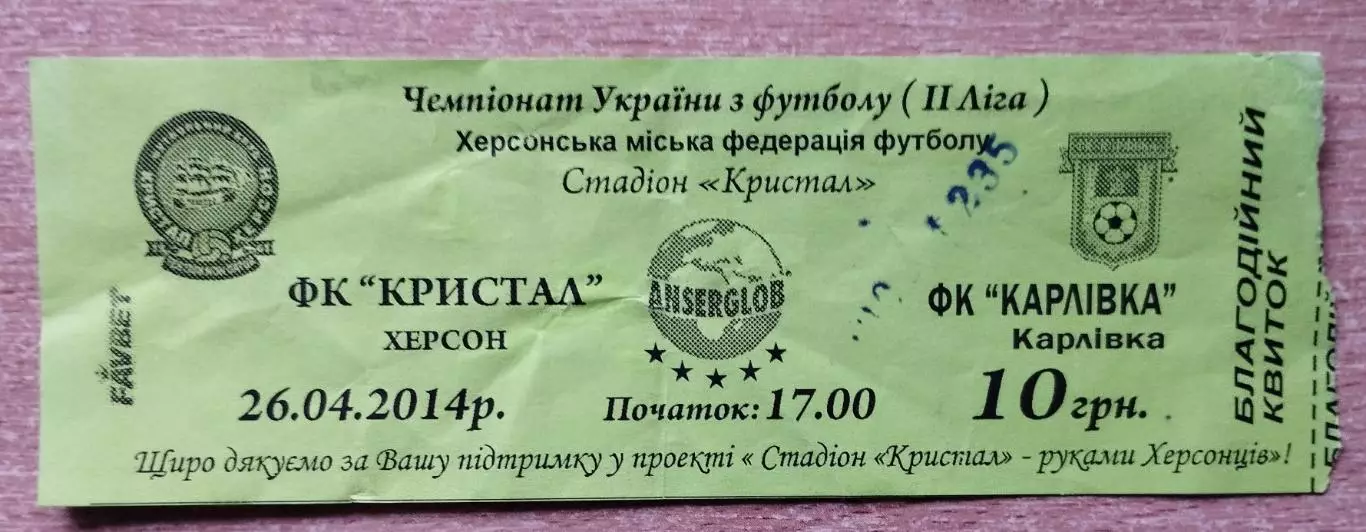 Чемпіонат України з футболу ( II Ліга )
Херсонська міська федерація футболу
Стадіон «Кристал»
1235
ФК "КРИСТАЛ"
ХЕРСОН
ANSERGLOB
ФК "КАРЛІВКА"
Карлівка
26.04.2014р.
Початок: 17.00
10 грн.
Щиро дякуємо за Вашу підтримку у проекті « Стадіон «Кристал» - руками Херсонців»!
FAVBET
БЛАГОДІЙНИЙ
КВИТОК